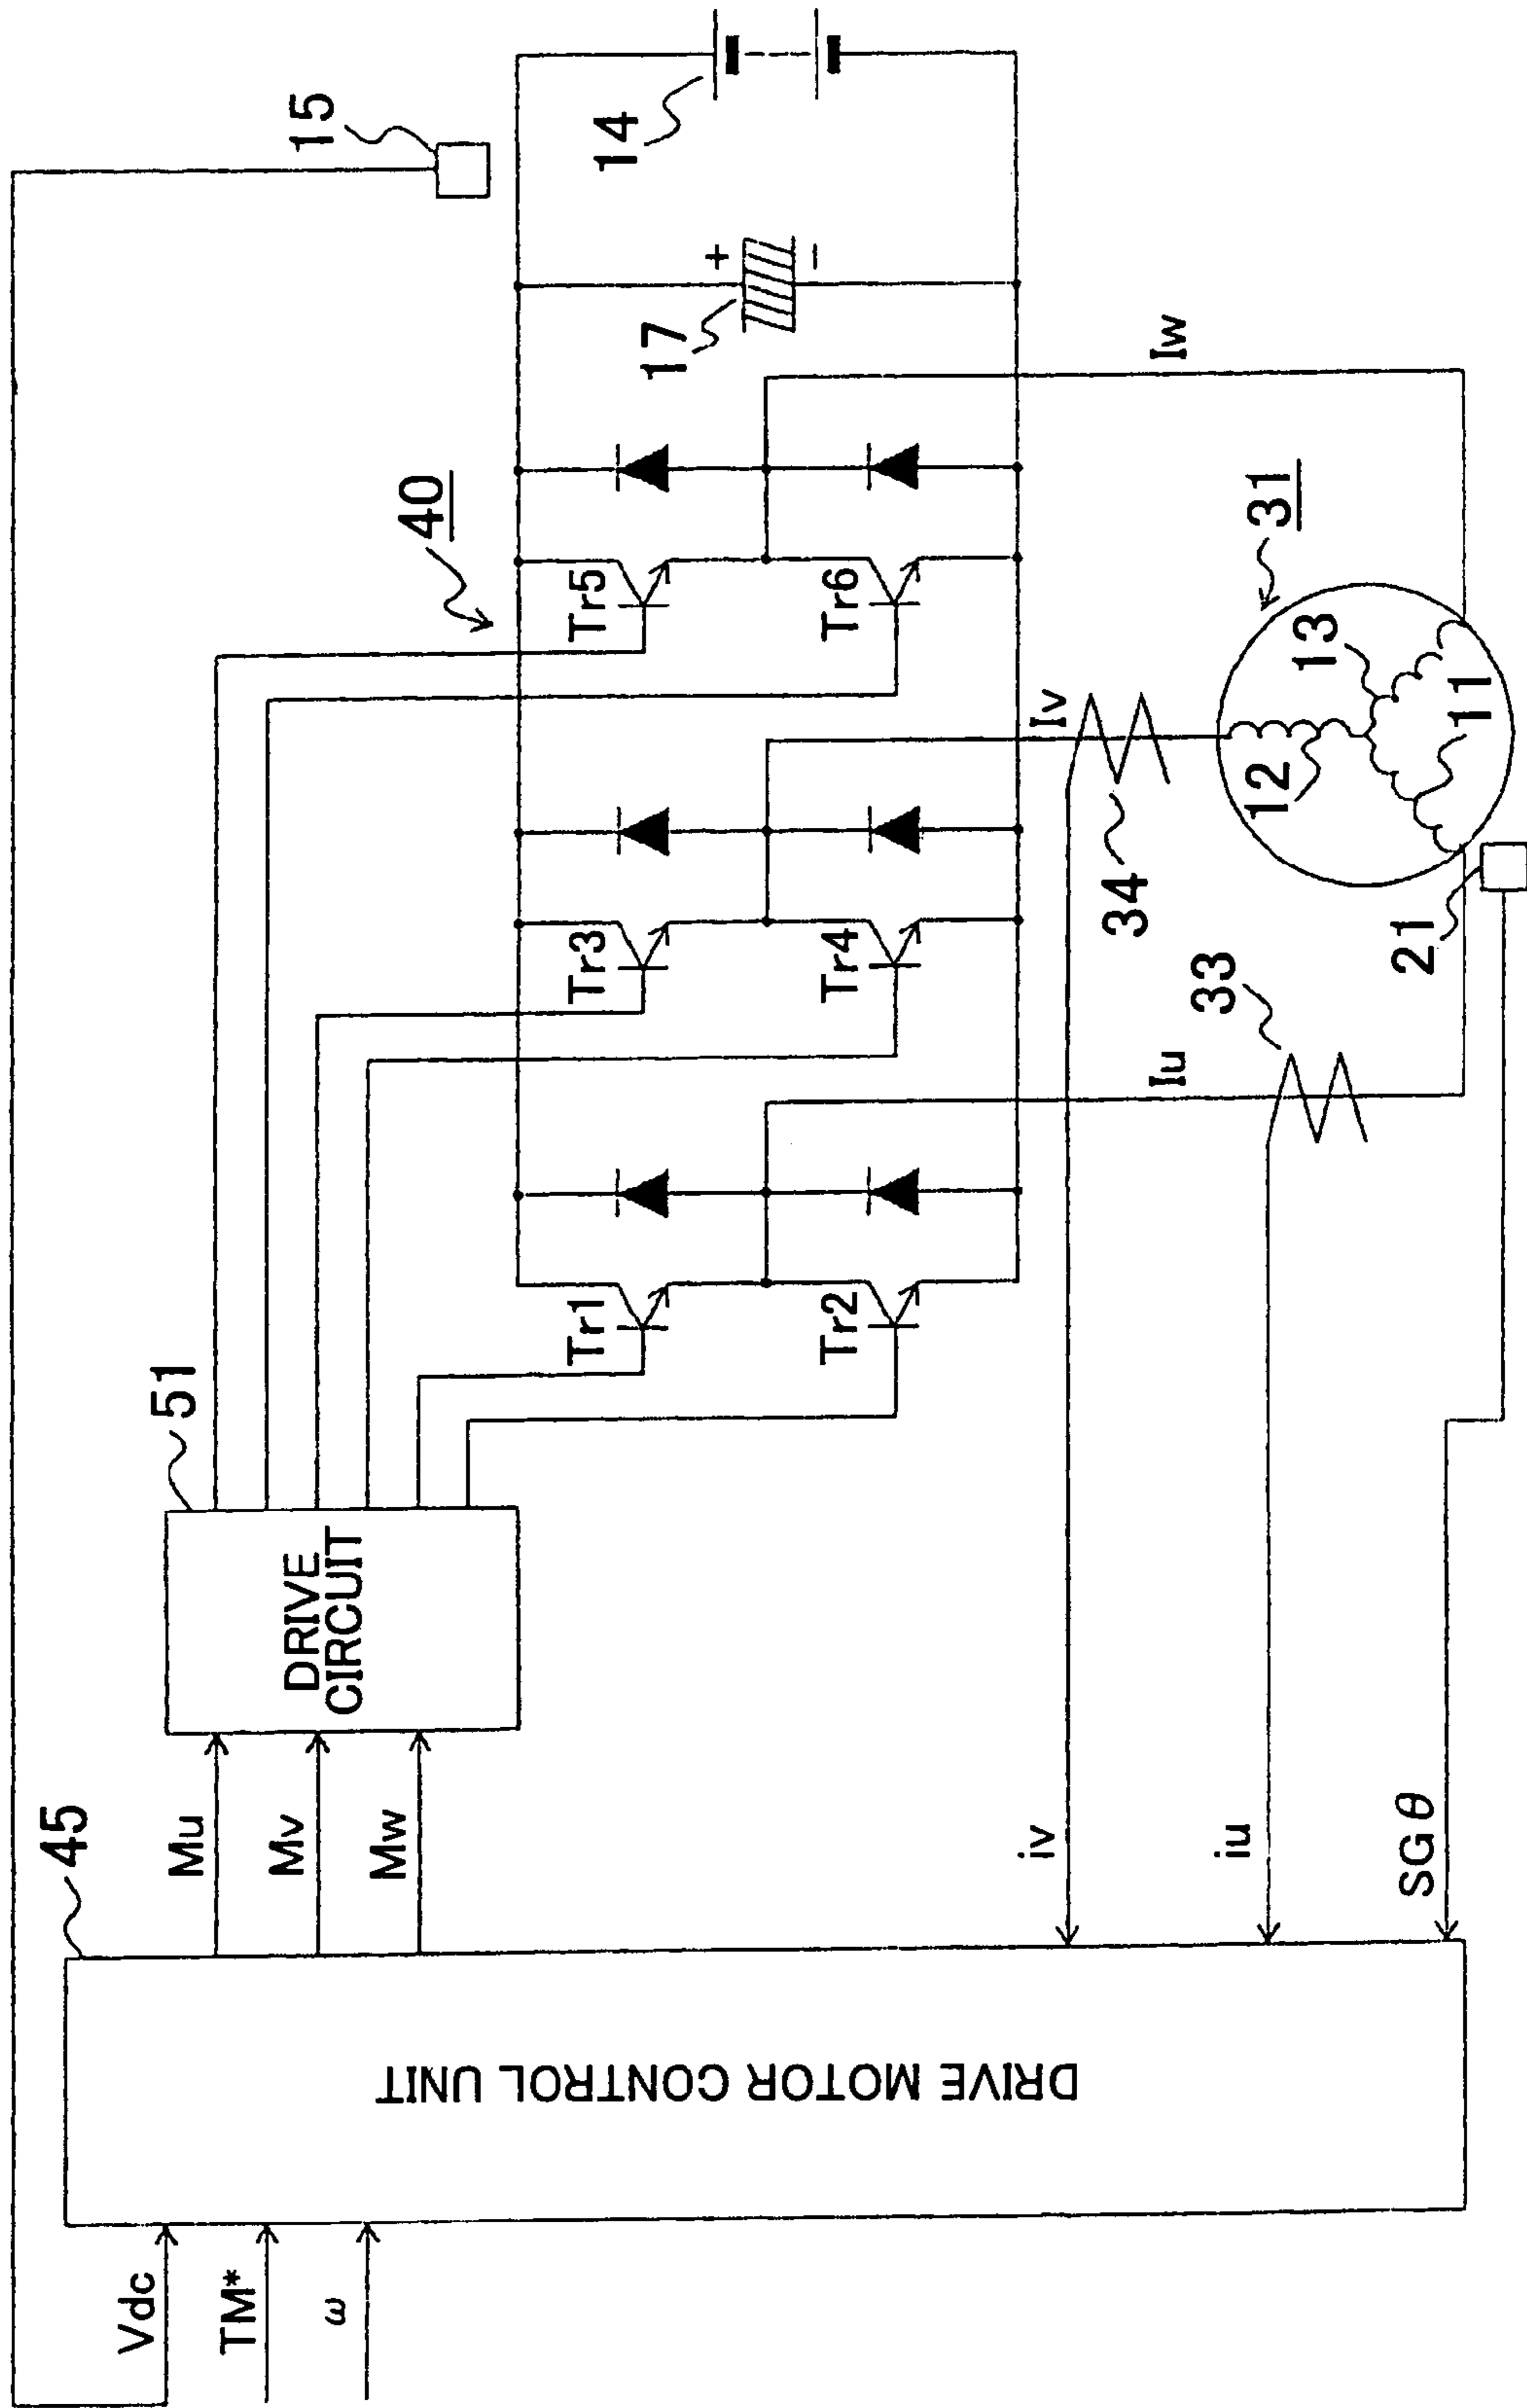 15
14
17
40
Tr5
Tr6
Tr3
Tr4
Tr1
Tr2
+
−
Iw
Iv
Iu
31
13
12
11
34
33
21
51
DRIVE
CIRCUIT
45
Mu
Mv
Mw
iv
iu
SGθ
DRIVE MOTOR CONTROL UNIT
Vdc
TM*
ω